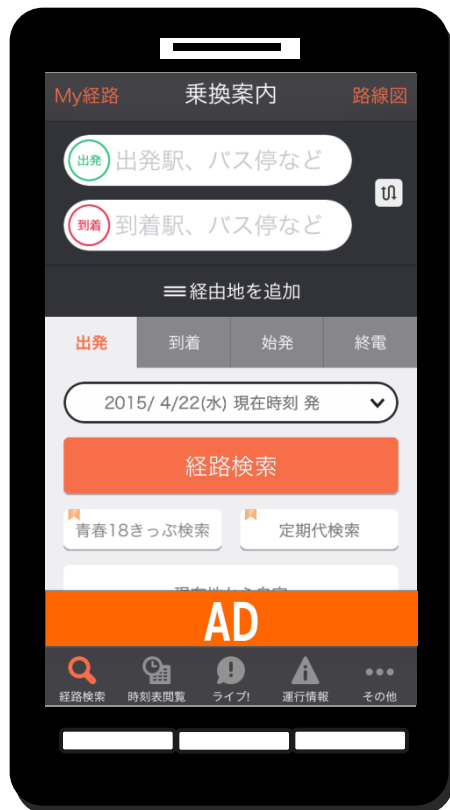 My経路 乗換案内 路線図
出発 出発駅、バス停など
到着 到着駅、バス停など
経由地を追加
出発 到着 始発 終電
2015/ 4/22(水) 現在時刻 発
経路検索
青春18きっぷ検索 定期代検索
AD
経路検索 時刻表閲覧 ライブ! 運行情報 その他